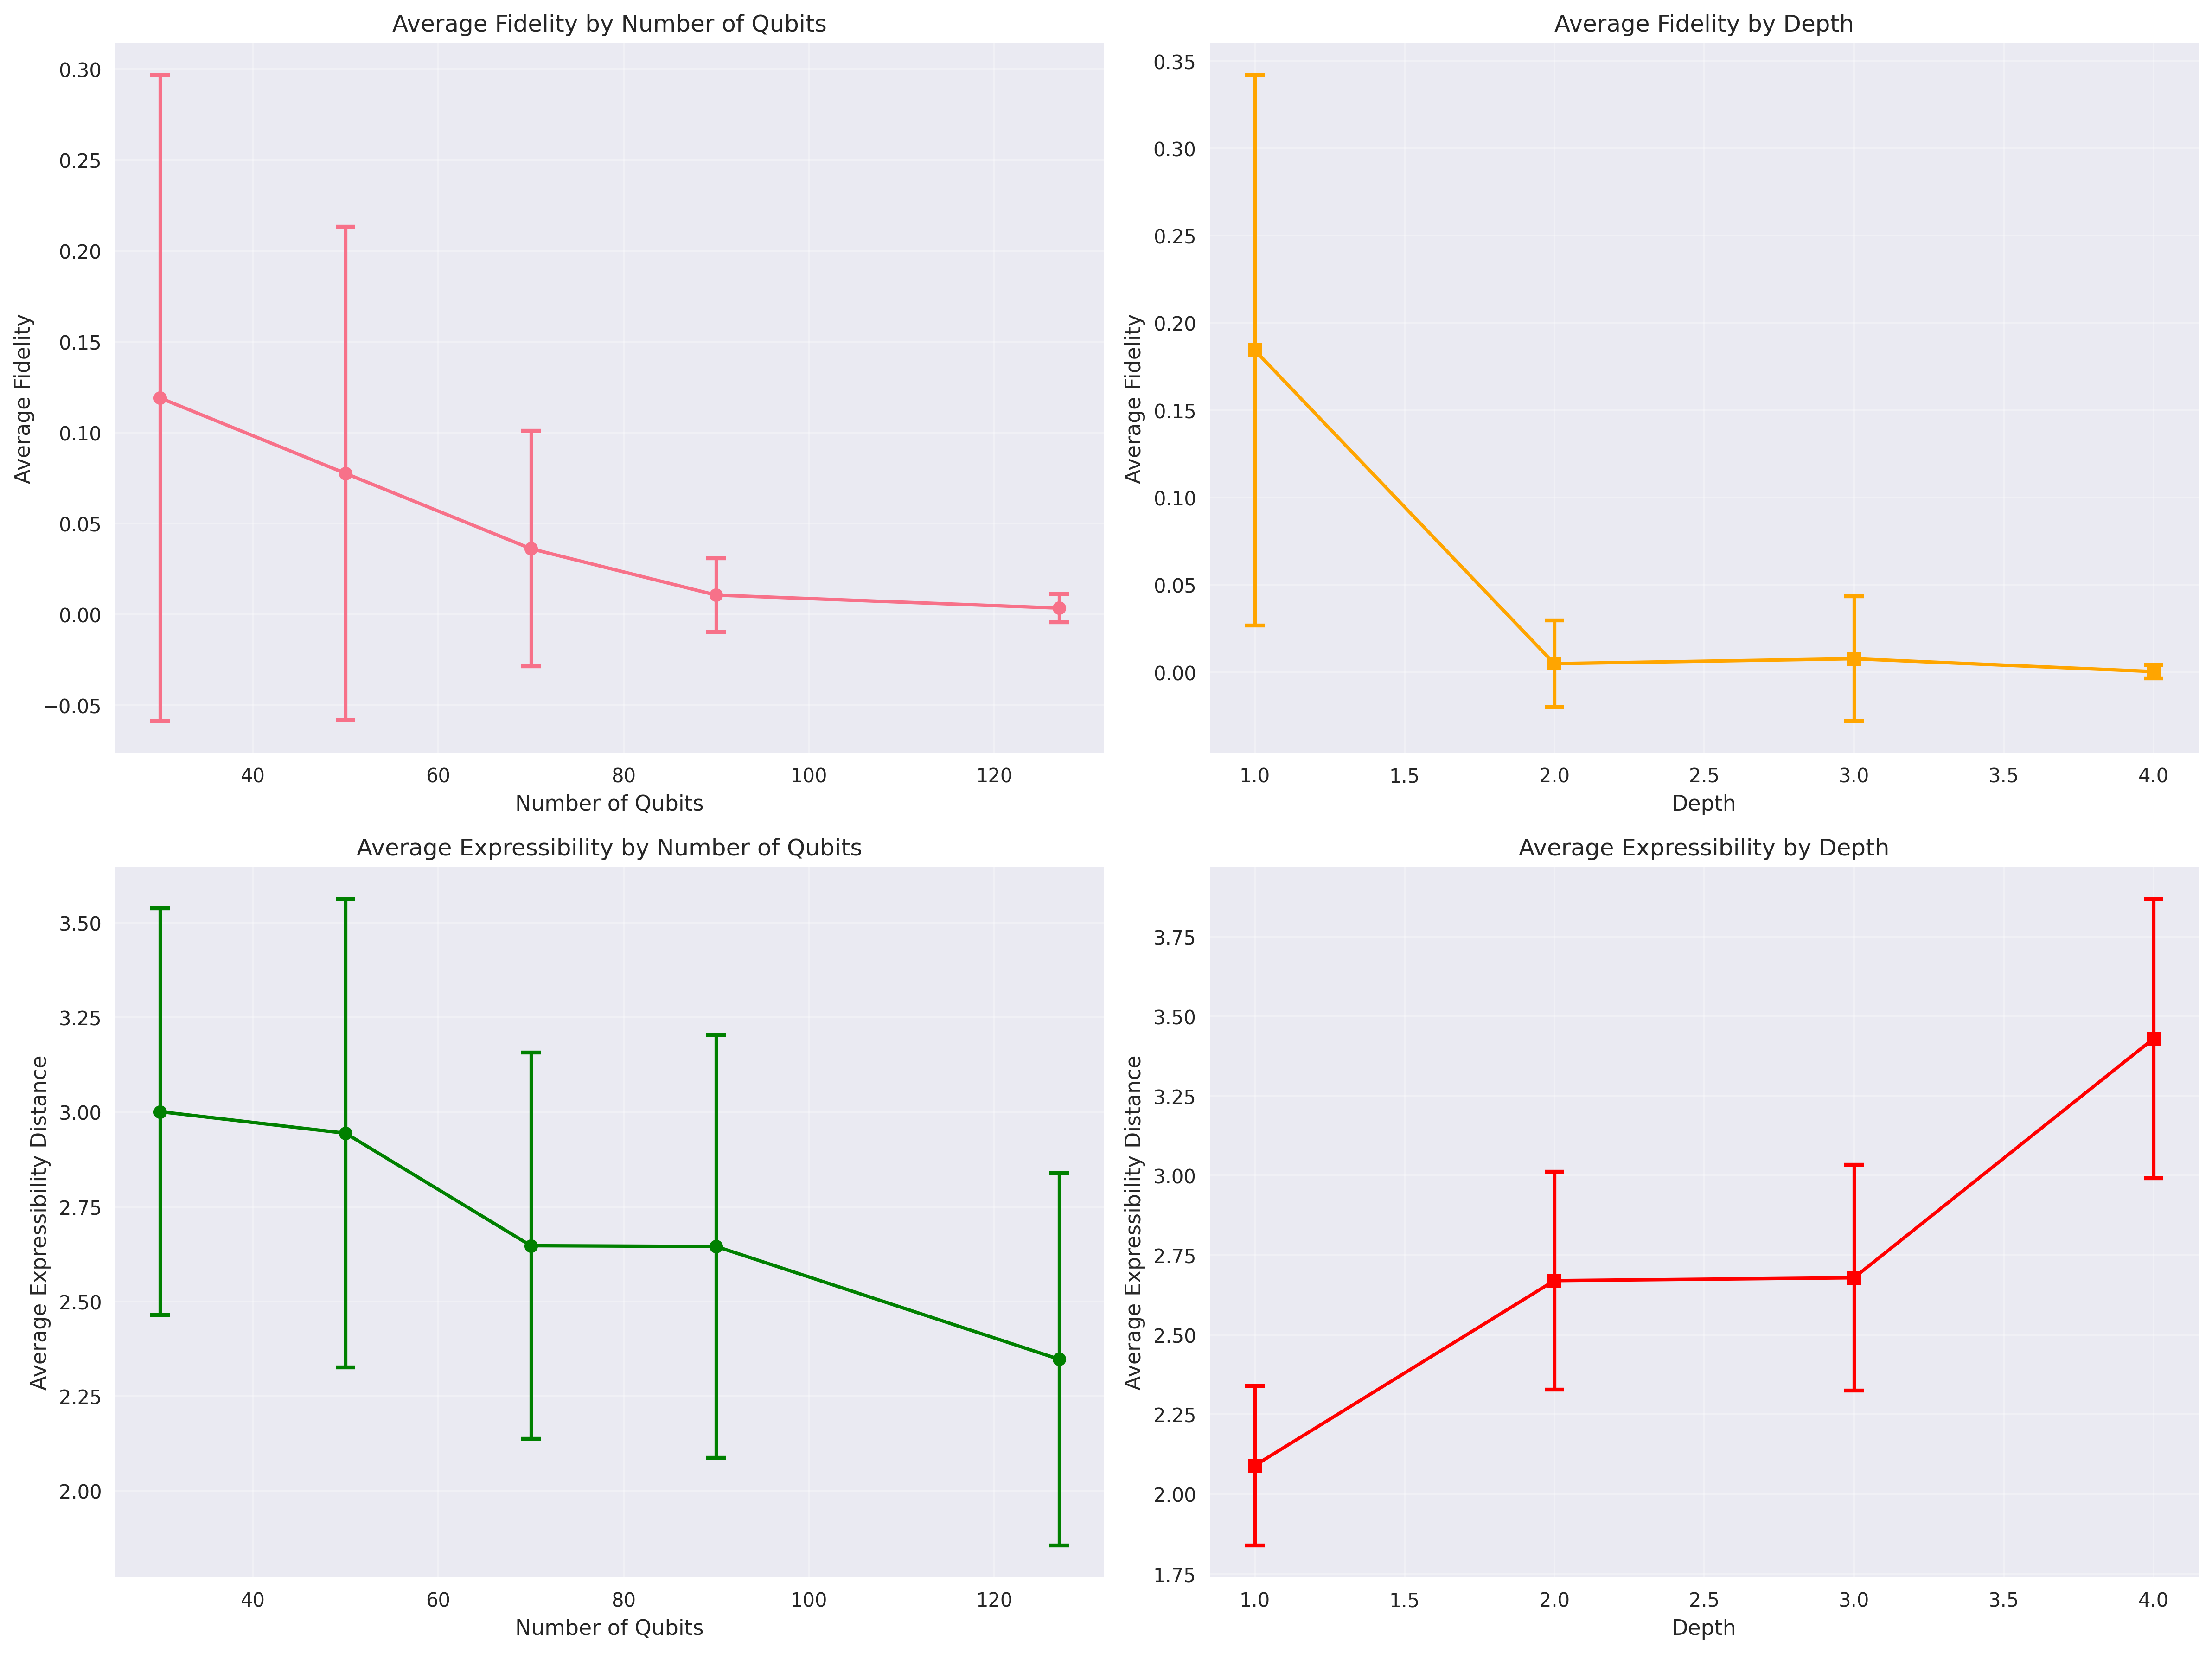 Average Fidelity by Number of Qubits
0.30
0.25
0.20
0.15
0.10
0.05
0.00
−0.05
Average Fidelity
40 60 80 100 120
Number of Qubits
Average Fidelity by Depth
0.35
0.30
0.25
0.20
0.15
0.10
0.05
0.00
Average Fidelity
1.0 1.5 2.0 2.5 3.0 3.5 4.0
Depth
Average Expressibility by Number of Qubits
3.50
3.25
3.00
2.75
2.50
2.25
2.00
Average Expressibility Distance
40 60 80 100 120
Number of Qubits
Average Expressibility by Depth
3.75
3.50
3.25
3.00
2.75
2.50
2.25
2.00
1.75
Average Expressibility Distance
1.0 1.5 2.0 2.5 3.0 3.5 4.0
Depth